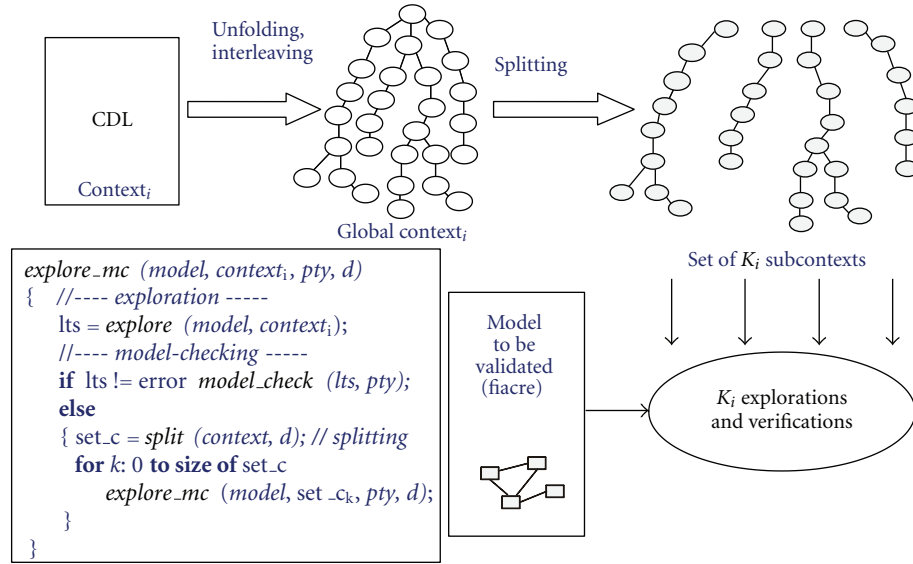 Unfolding,
interleaving
Splitting
CDL
Context_i
Global context_i
Set of K_i subcontexts
explore_mc (model, context_i, pty, d)
{ //---- exploration -----
lts = explore (model, context_i);
//---- model-checking -----
if lts != error model_check (lts, pty);
else
{ set_c = split (context, d); // splitting
for k: 0 to size of set_c
explore_mc (model, set _c_k, pty, d);
}
}
Model
to be
validated
(fiacre)
K_i explorations
and verifications